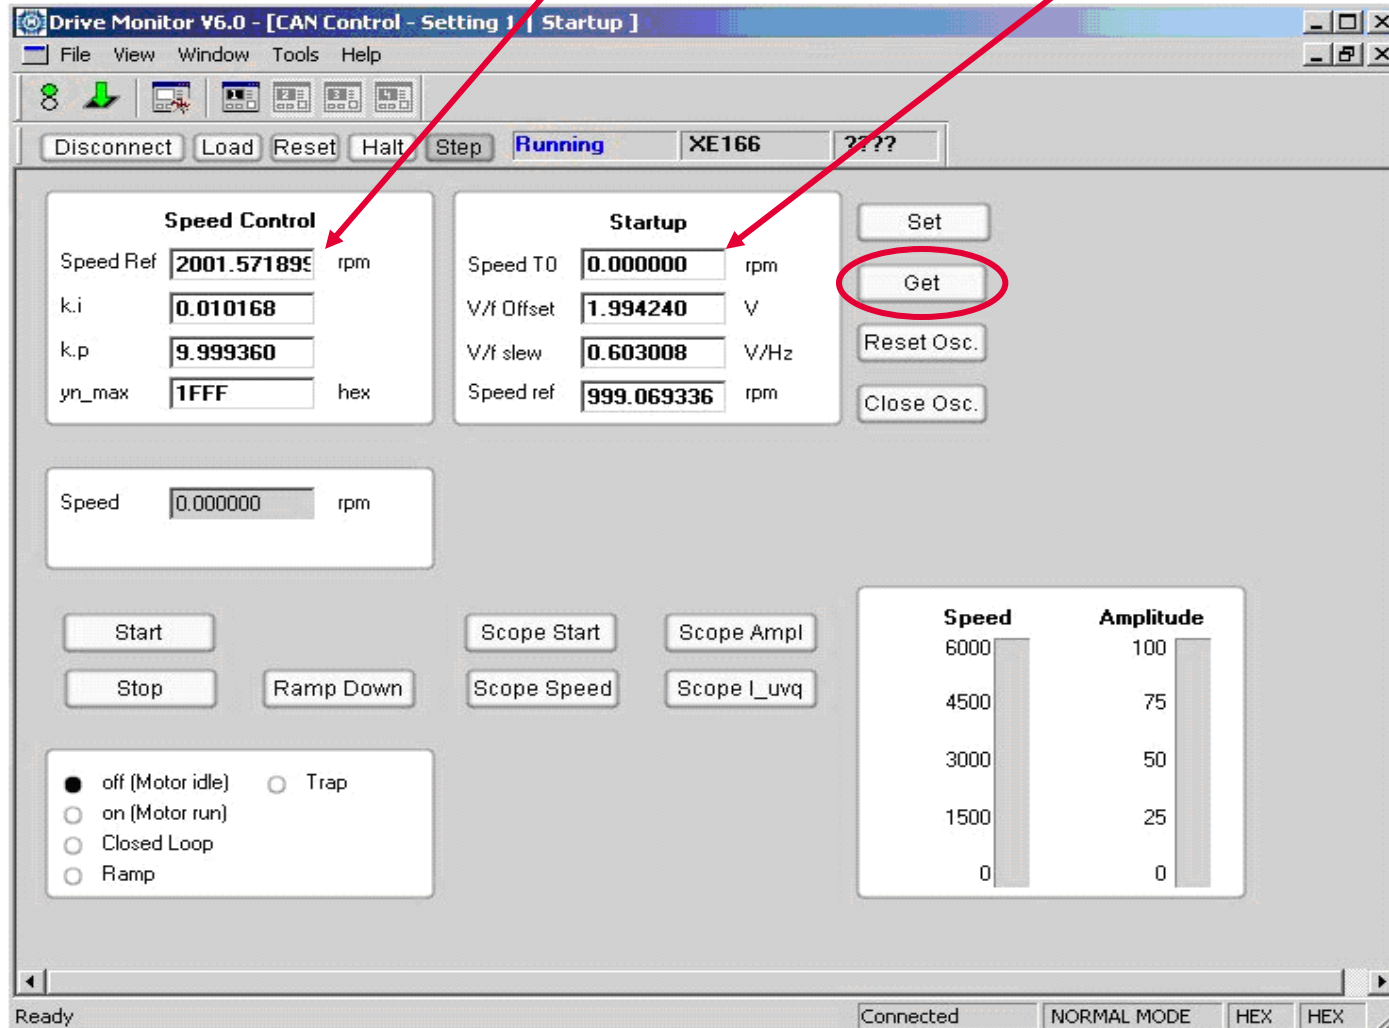 Drive Monitor V6.0 - [CAN Control - Setting 1 | Startup ]
File View Window Tools Help
Disconnect Load Reset Halt Step Running XE166 ????
Speed Control
Speed Ref 2001.571899 rpm
k.i 0.010168
k.p 9.999360
yn_max 1FFF hex
Startup
Speed T0 0.000000 rpm
V/f Offset 1.994240 V
V/f slew 0.603008 V/Hz
Speed ref 999.069336 rpm
Set
Get
Reset Osc.
Close Osc.
Speed 0.000000 rpm
Start
Stop Ramp Down
Scope Start Scope Ampl
Scope Speed Scope I_uvq
off (Motor idle) Trap
on (Motor run)
Closed Loop
Ramp
Speed Amplitude
6000 100
4500 75
3000 50
1500 25
0 0
Ready Connected NORMAL MODE HEX HEX